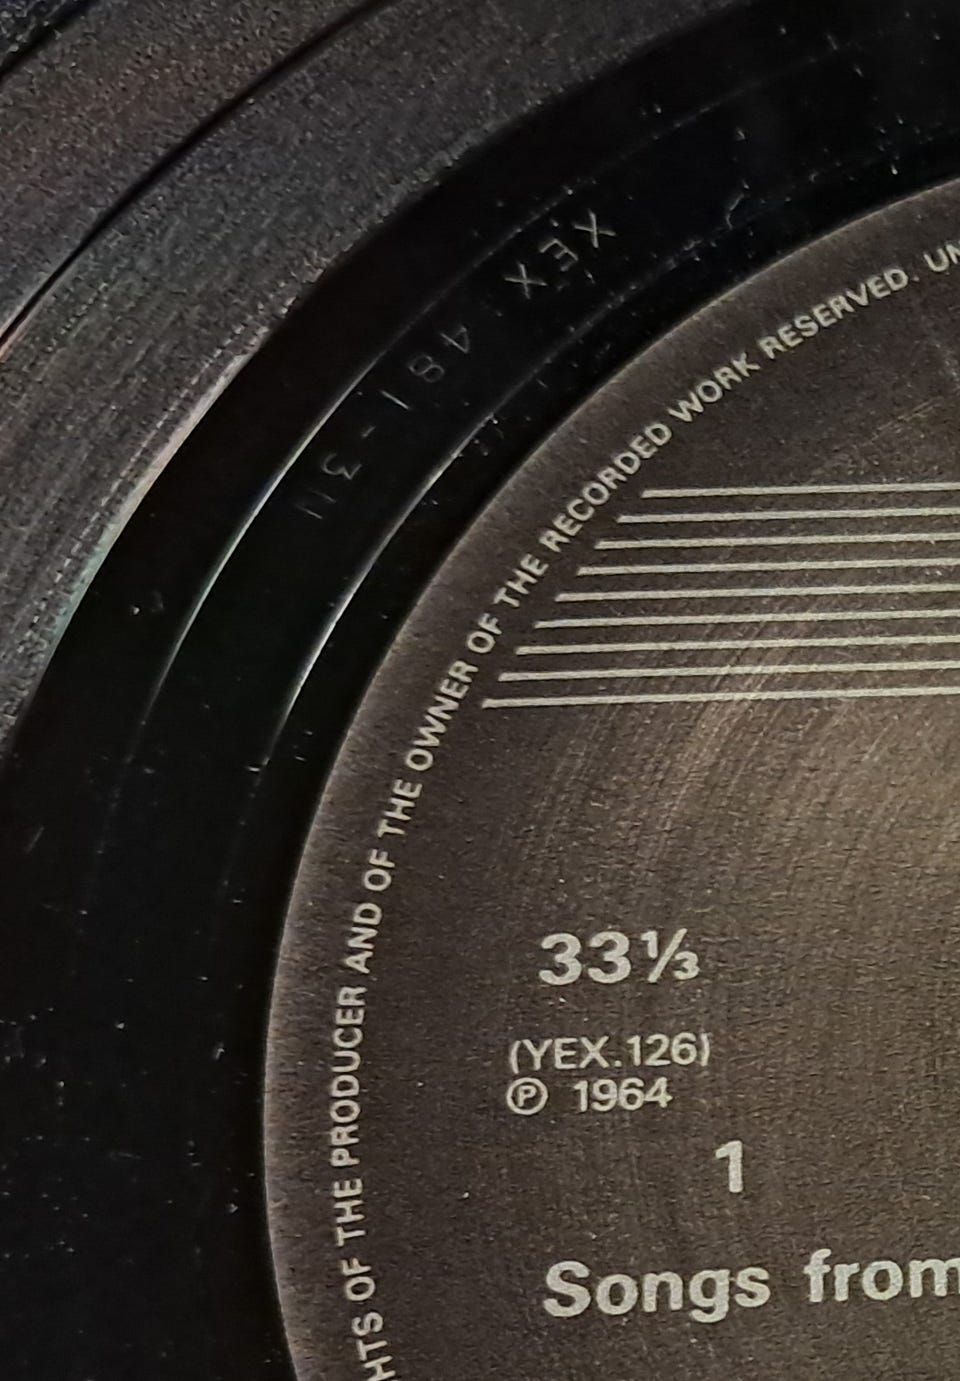 XEX 481-3N
HTS OF THE PRODUCER AND OF THE OWNER OF THE RECORDED WORK RESERVED. UN
33⅓
(YEX.126)
Ⓟ 1964
1
Songs from